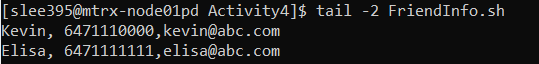 [slee395@mtrx-node01pd Activity4]$ tail -2 FriendInfo.sh
Kevin, 6471110000,kevin@abc.com
Elisa, 6471111111,elisa@abc.com